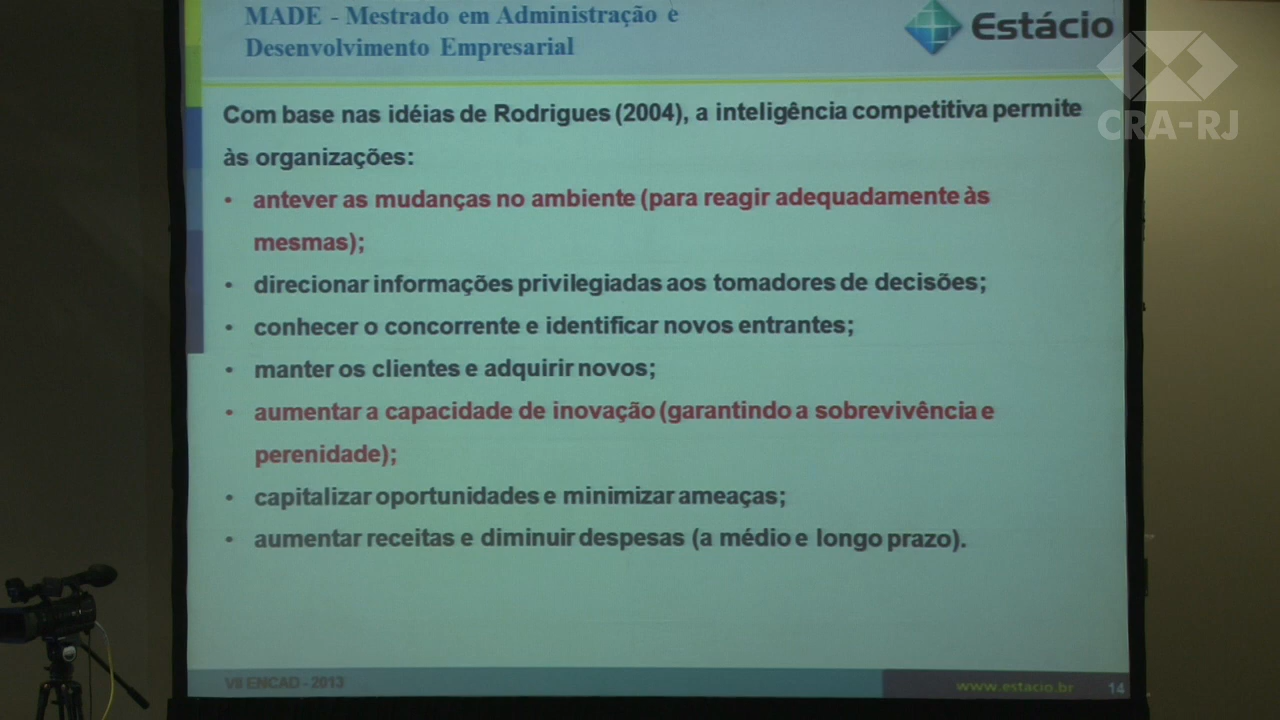 MADE - Mestrado em Administração e
Desenvolvimento Empresarial
Estácio
CRA-RJ
Com base nas idéias de Rodrigues (2004), a inteligência competitiva permite
às organizações:
• antever as mudanças no ambiente (para reagir adequadamente às
mesmas);
• direcionar informações privilegiadas aos tomadores de decisões;
• conhecer o concorrente e identificar novos entrantes;
• manter os clientes e adquirir novos;
• aumentar a capacidade de inovação (garantindo a sobrevivência e
perenidade);
• capitalizar oportunidades e minimizar ameaças;
• aumentar receitas e diminuir despesas (a médio e longo prazo).
VII ENCAD - 2013
www.estacio.br 14